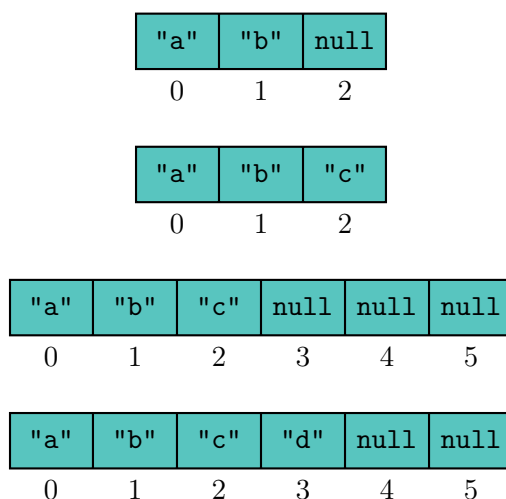 "a" "b" null
0 1 2
"a" "b" "c"
0 1 2
"a" "b" "c" null null null
0 1 2 3 4 5
"a" "b" "c" "d" null null
0 1 2 3 4 5